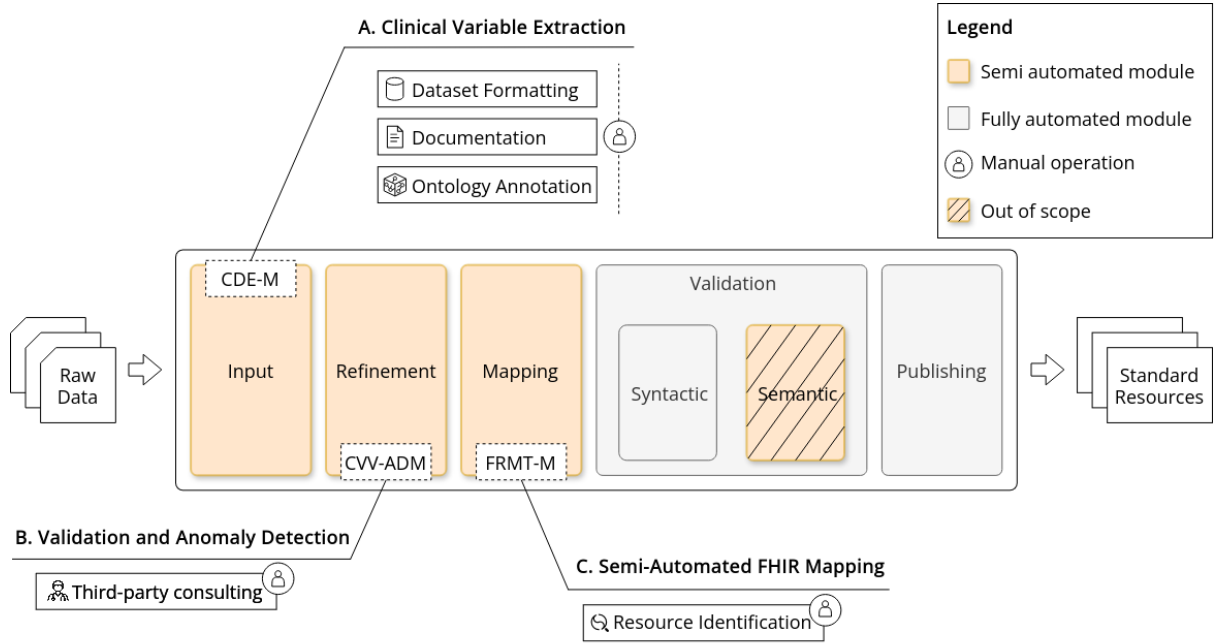 A. Clinical Variable Extraction
Dataset Formatting
Documentation
Ontology Annotation
Legend
Semi automated module
Fully automated module
Manual operation
Out of scope
Raw
Data
CDE-M
Input
Refinement
CVV-ADM
Mapping
FRMT-M
Validation
Syntactic
Semantic
Publishing
Standard
Resources
B. Validation and Anomaly Detection
Third-party consulting
C. Semi-Automated FHIR Mapping
Resource Identification